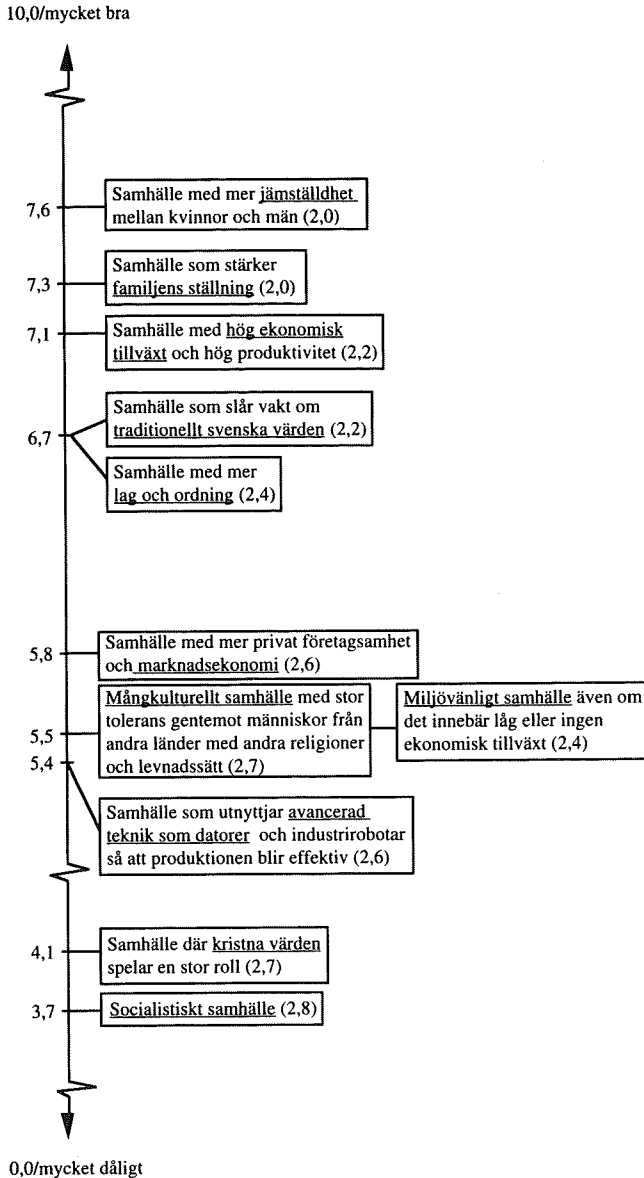 10,0/mycket bra
7,6
Samhälle med mer jämställdhet
mellan kvinnor och män (2,0)
7,3
Samhälle som stärker
familjens ställning (2,0)
7,1
Samhälle med hög ekonomisk
tillväxt och hög produktivitet (2,2)
6,7
Samhälle som slår vakt om
traditionellt svenska värden (2,2)
Samhälle med mer
lag och ordning (2,4)
5,8
Samhälle med mer privat företagsamhet
och marknadsekonomi (2,6)
5,5
Mångkulturellt samhälle med stor
tolerans gentemot människor från
andra länder med andra religioner
och levnadssätt (2,7)
Miljövänligt samhälle även om
det innebär låg eller ingen
ekonomisk tillväxt (2,4)
5,4
Samhälle som utnyttjar avancerad
teknik som datorer och industrirobotar
så att produktionen blir effektiv (2,6)
4,1
Samhälle där kristna värden
spelar en stor roll (2,7)
3,7
Socialistiskt samhälle (2,8)
0,0/mycket dåligt